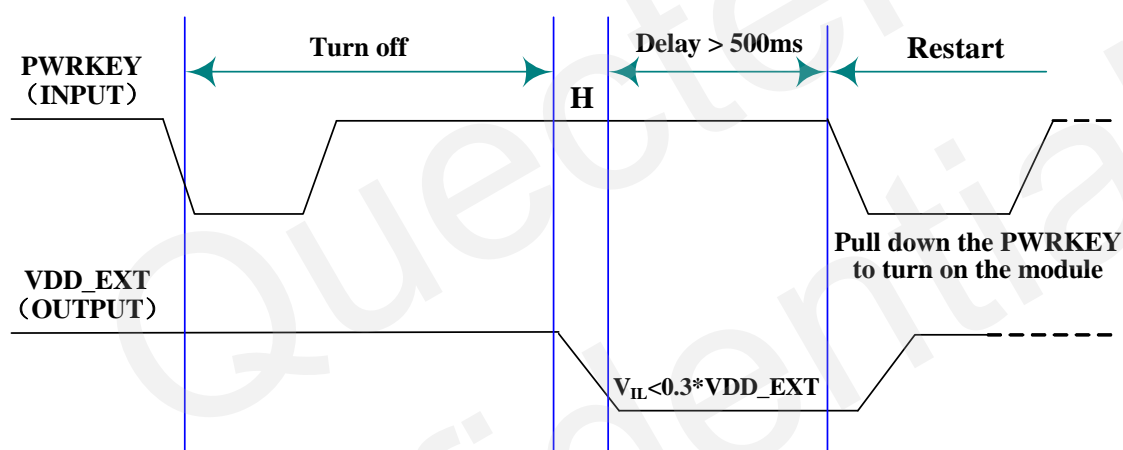 Turn off
Delay > 500ms
Restart
PWRKEY
（INPUT）
H
Pull down the PWRKEY
to turn on the module
VDD_EXT
（OUTPUT）
VIL<0.3*VDD_EXT
Quectel